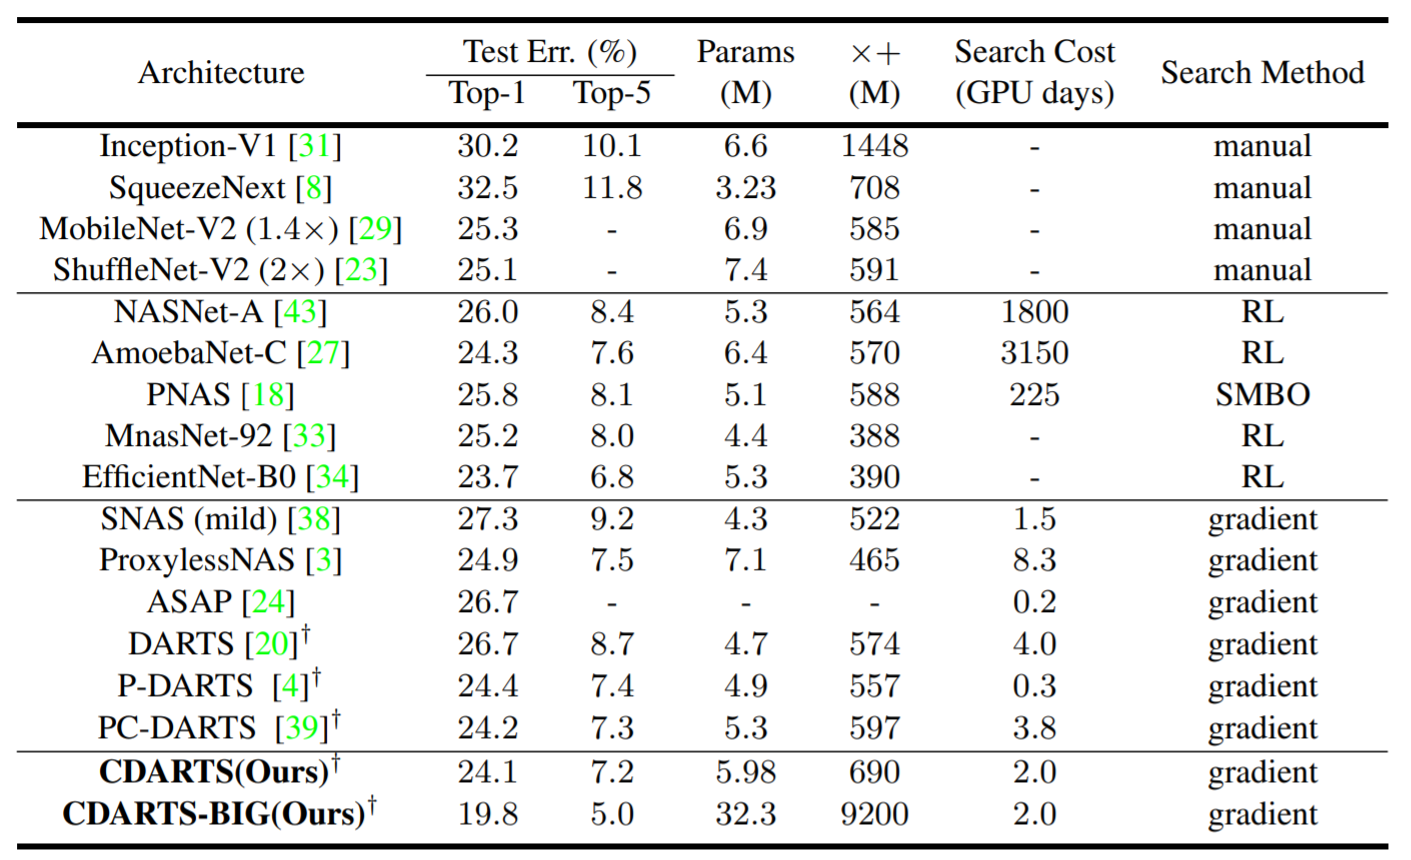 Architecture Test Err. (%) Params ×+ Search Cost Search Method
Top-1 Top-5 (M) (M) (GPU days)
Inception-V1 [31] 30.2 10.1 6.6 1448 - manual
SqueezeNext [8] 32.5 11.8 3.23 708 - manual
MobileNet-V2 (1.4×) [29] 25.3 - 6.9 585 - manual
ShuffleNet-V2 (2×) [23] 25.1 - 7.4 591 - manual
NASNet-A [43] 26.0 8.4 5.3 564 1800 RL
AmoebaNet-C [27] 24.3 7.6 6.4 570 3150 RL
PNAS [18] 25.8 8.1 5.1 588 225 SMBO
MnasNet-92 [33] 25.2 8.0 4.4 388 - RL
EfficientNet-B0 [34] 23.7 6.8 5.3 390 - RL
SNAS (mild) [38] 27.3 9.2 4.3 522 1.5 gradient
ProxylessNAS [3] 24.9 7.5 7.1 465 8.3 gradient
ASAP [24] 26.7 - - - 0.2 gradient
DARTS [20]† 26.7 8.7 4.7 574 4.0 gradient
P-DARTS [4]† 24.4 7.4 4.9 557 0.3 gradient
PC-DARTS [39]† 24.2 7.3 5.3 597 3.8 gradient
CDARTS(Ours)† 24.1 7.2 5.98 690 2.0 gradient
CDARTS-BIG(Ours)† 19.8 5.0 32.3 9200 2.0 gradient